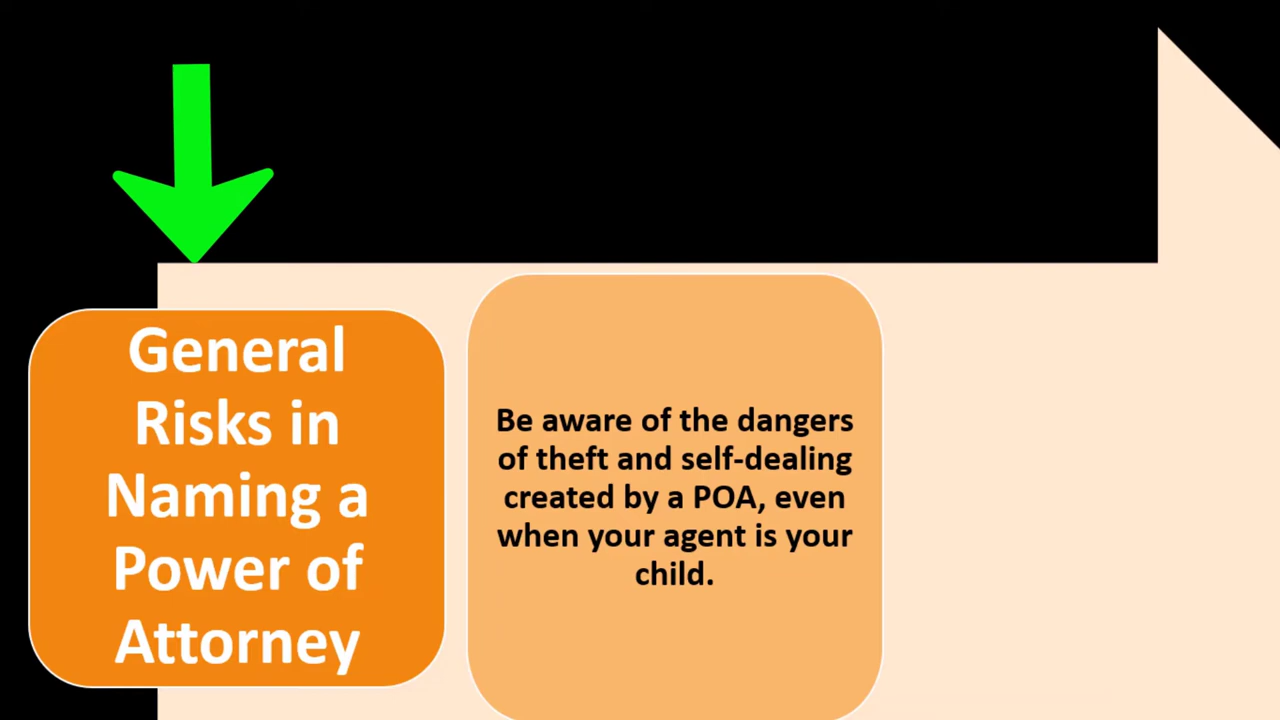 General
Risks in
Naming a
Power of
Attorney
Be aware of the dangers
of theft and self-dealing
created by a POA, even
when your agent is your
child.